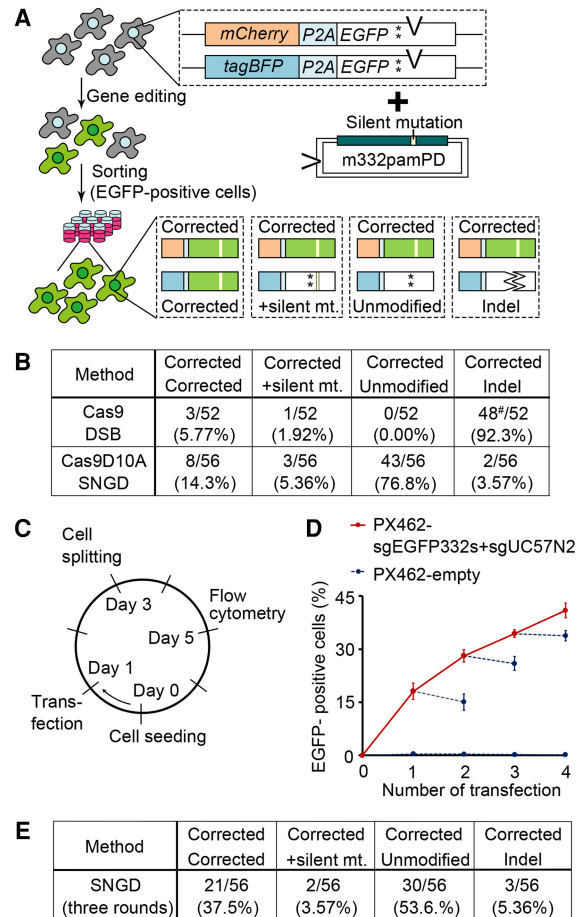 A
mCherry P2A EGFP * *
tagBFP P2A EGFP * *
Gene editing
+
Silent mutation
m332pamPD
Sorting
(EGFP-positive cells)
Corrected Corrected Corrected Corrected
* * * *
Corrected +silent mt. Unmodified Indel
B
Method Corrected Corrected Corrected +silent mt. Corrected Unmodified Corrected Indel
Cas9 3/52 1/52 0/52 48#/52
DSB (5.77%) (1.92%) (0.00%) (92.3%)
Cas9D10A 8/56 3/56 43/56 2/56
SNGD (14.3%) (5.36%) (76.8%) (3.57%)
C
Cell
splitting
Day 3
Flow
cytometry
Day 5
Day 1
Day 0
Trans-
fection
Cell seeding
D
PX462-
sgEGFP332s+sgUC57N2
PX462-empty
EGFP- positive cells (%)
45
30
15
0
0 1 2 3 4
Number of transfection
E
Method Corrected Corrected Corrected +silent mt. Corrected Unmodified Corrected Indel
SNGD 21/56 2/56 30/56 3/56
(three rounds) (37.5%) (3.57%) (53.6.%) (5.36%)